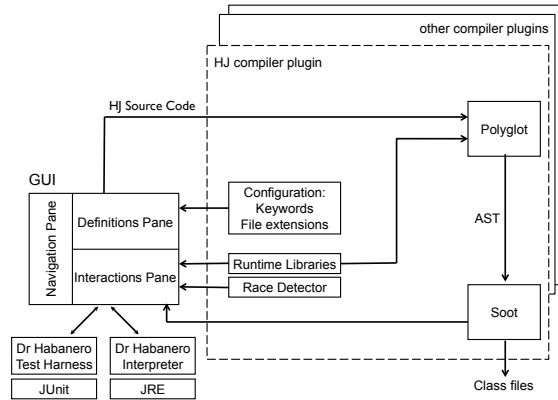 other compiler plugins
HJ compiler plugin
HJ Source Code
Polyglot
GUI
Navigation Pane
Definitions Pane
Interactions Pane
Configuration:
Keywords
File extensions
AST
Runtime Libraries
Race Detector
Soot
Dr Habanero
Test Harness
JUnit
Dr Habanero
Interpreter
JRE
Class files